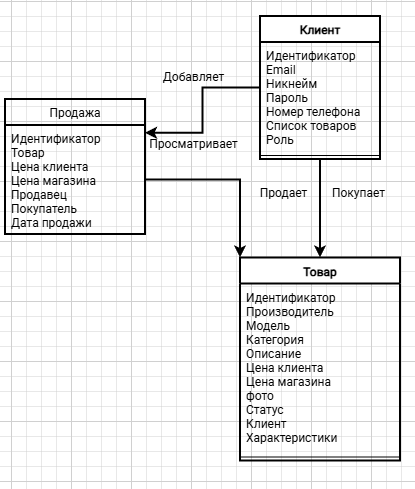 Клиент
Идентификатор
Email
Никнейм
Пароль
Номер телефона
Список товаров
Роль
Добавляет
Просматривает
Продажа
Идентификатор
Товар
Цена клиента
Цена магазина
Продавец
Покупатель
Дата продажи
Продает
Покупает
Товар
Идентификатор
Производитель
Модель
Категория
Описание
Цена клиента
Цена магазина
фото
Статус
Клиент
Характеристики